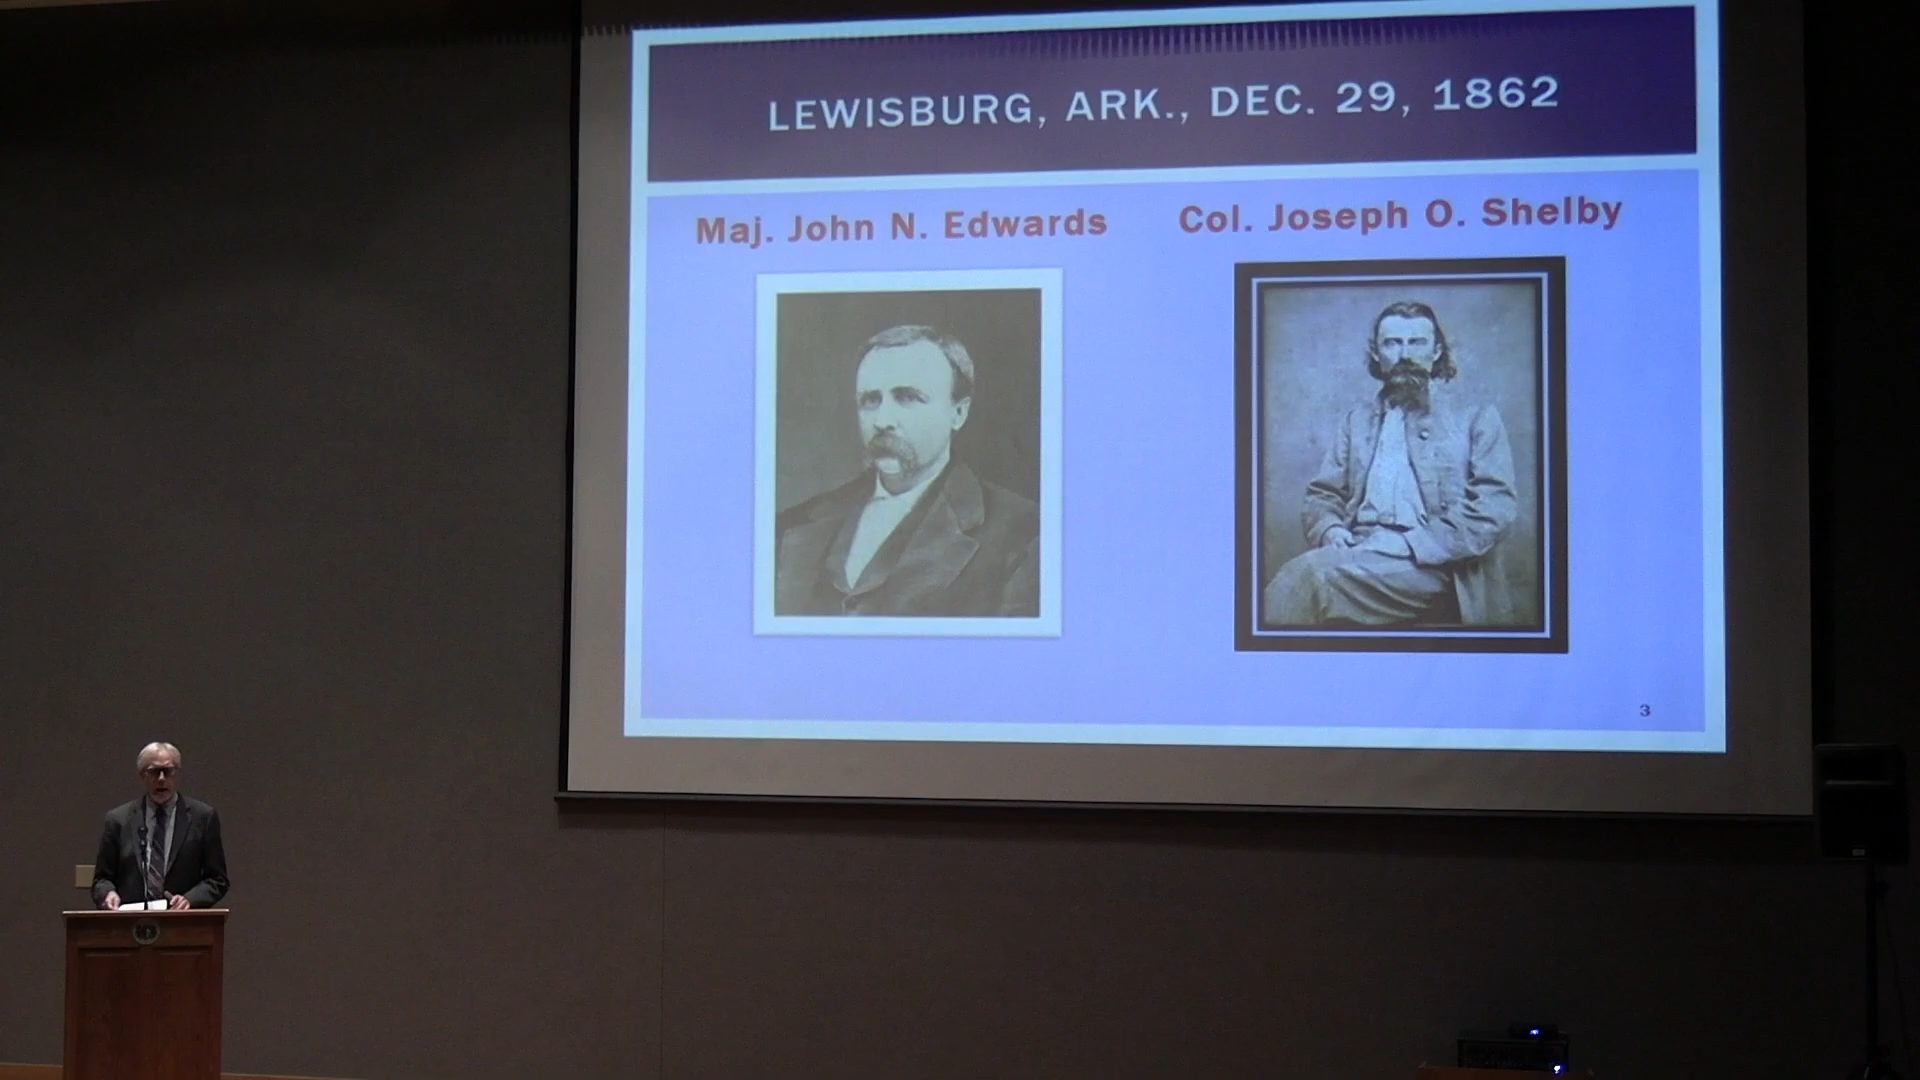 LEWISBURG, ARK., DEC. 29, 1862
Maj. John N. Edwards
Col. Joseph O. Shelby
3